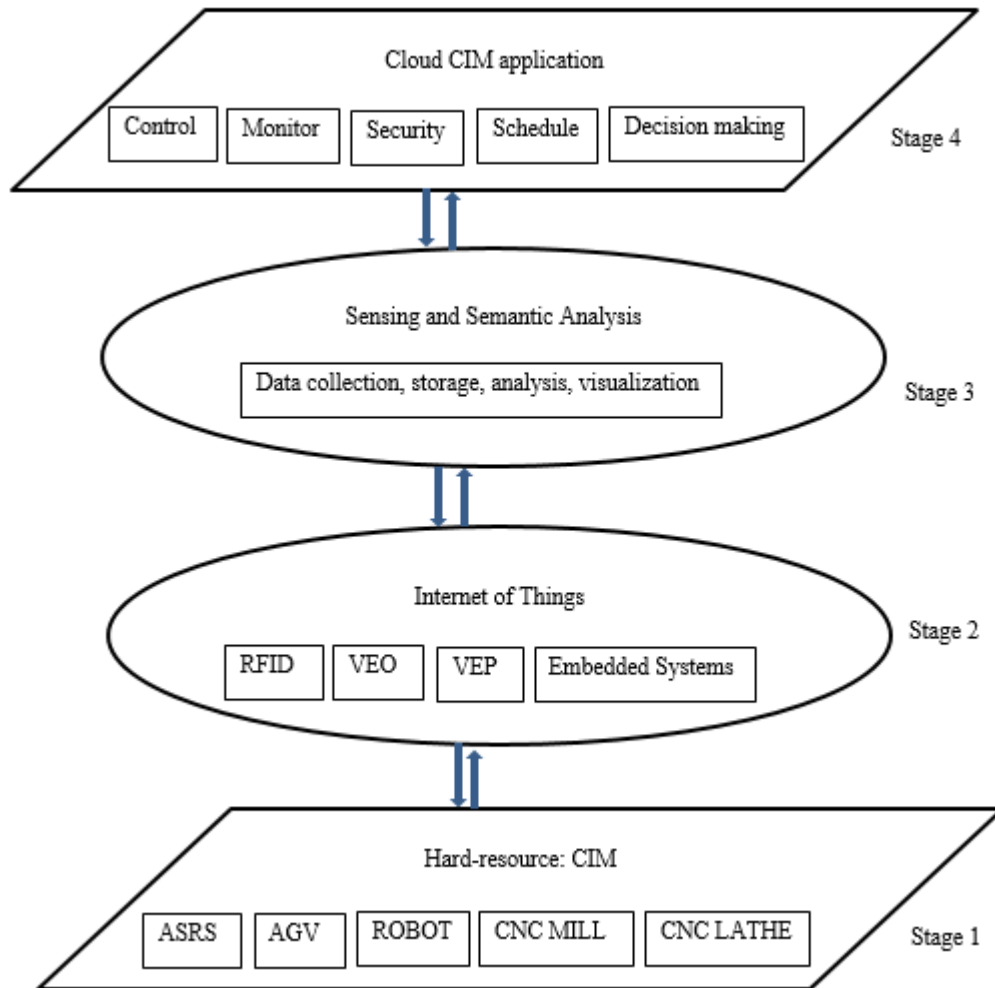 Cloud CIM application
Control
Monitor
Security
Schedule
Decision making
Stage 4
Sensing and Semantic Analysis
Data collection, storage, analysis, visualization
Stage 3
Internet of Things
RFID
VEO
VEP
Embedded Systems
Stage 2
Hard-resource: CIM
ASRS
AGV
ROBOT
CNC MILL
CNC LATHE
Stage 1